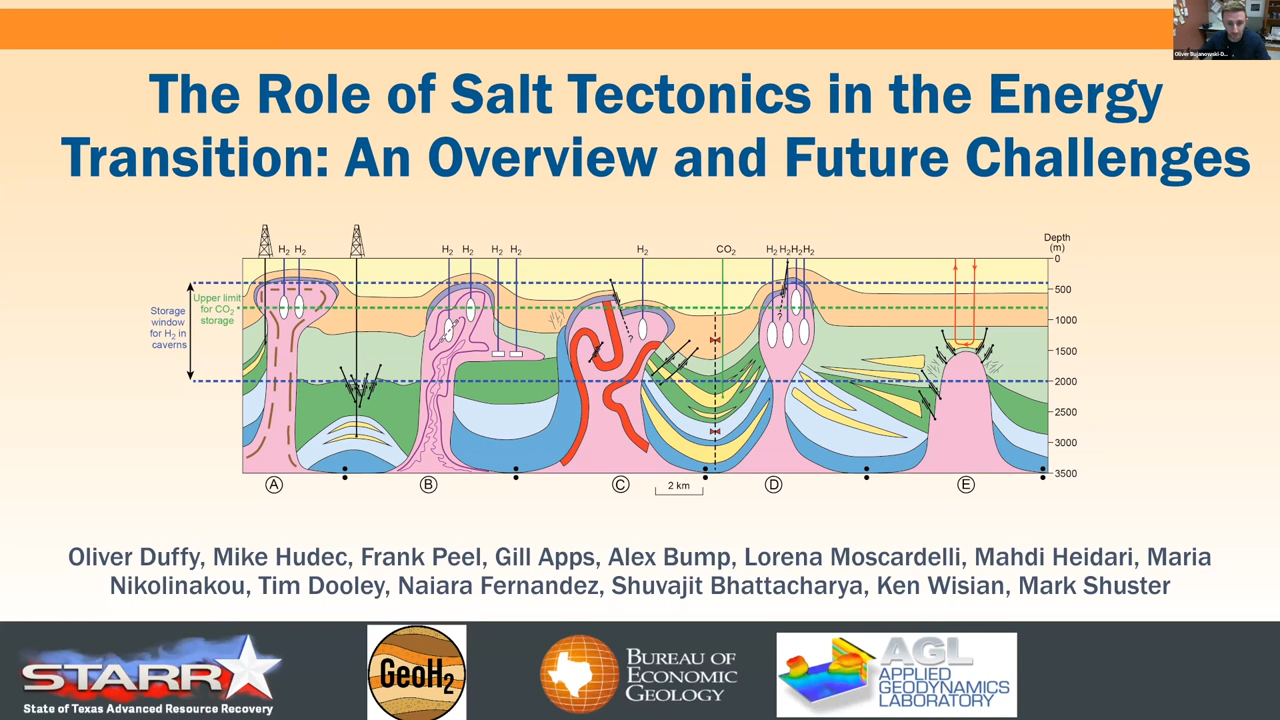 Oliver Bujanowski-D...
The Role of Salt Tectonics in the Energy
Transition: An Overview and Future Challenges
H2 H2 H2 H2 H2 H2 H2 CO2 H2 H2H2H2
Depth
(m)
0
500
1000
1500
2000
2500
3000
3500
Upper limit
for CO2
storage
Storage
window
for H2 in
caverns
?
?
A B C D E
2 km
Oliver Duffy, Mike Hudec, Frank Peel, Gill Apps, Alex Bump, Lorena Moscardelli, Mahdi Heidari, Maria
Nikolinakou, Tim Dooley, Naiara Fernandez, Shuvajit Bhattacharya, Ken Wisian, Mark Shuster
STARR
State of Texas Advanced Resource Recovery
GeoH2
BUREAU OF
ECONOMIC
GEOLOGY
AGL
APPLIED
GEODYNAMICS
LABORATORY